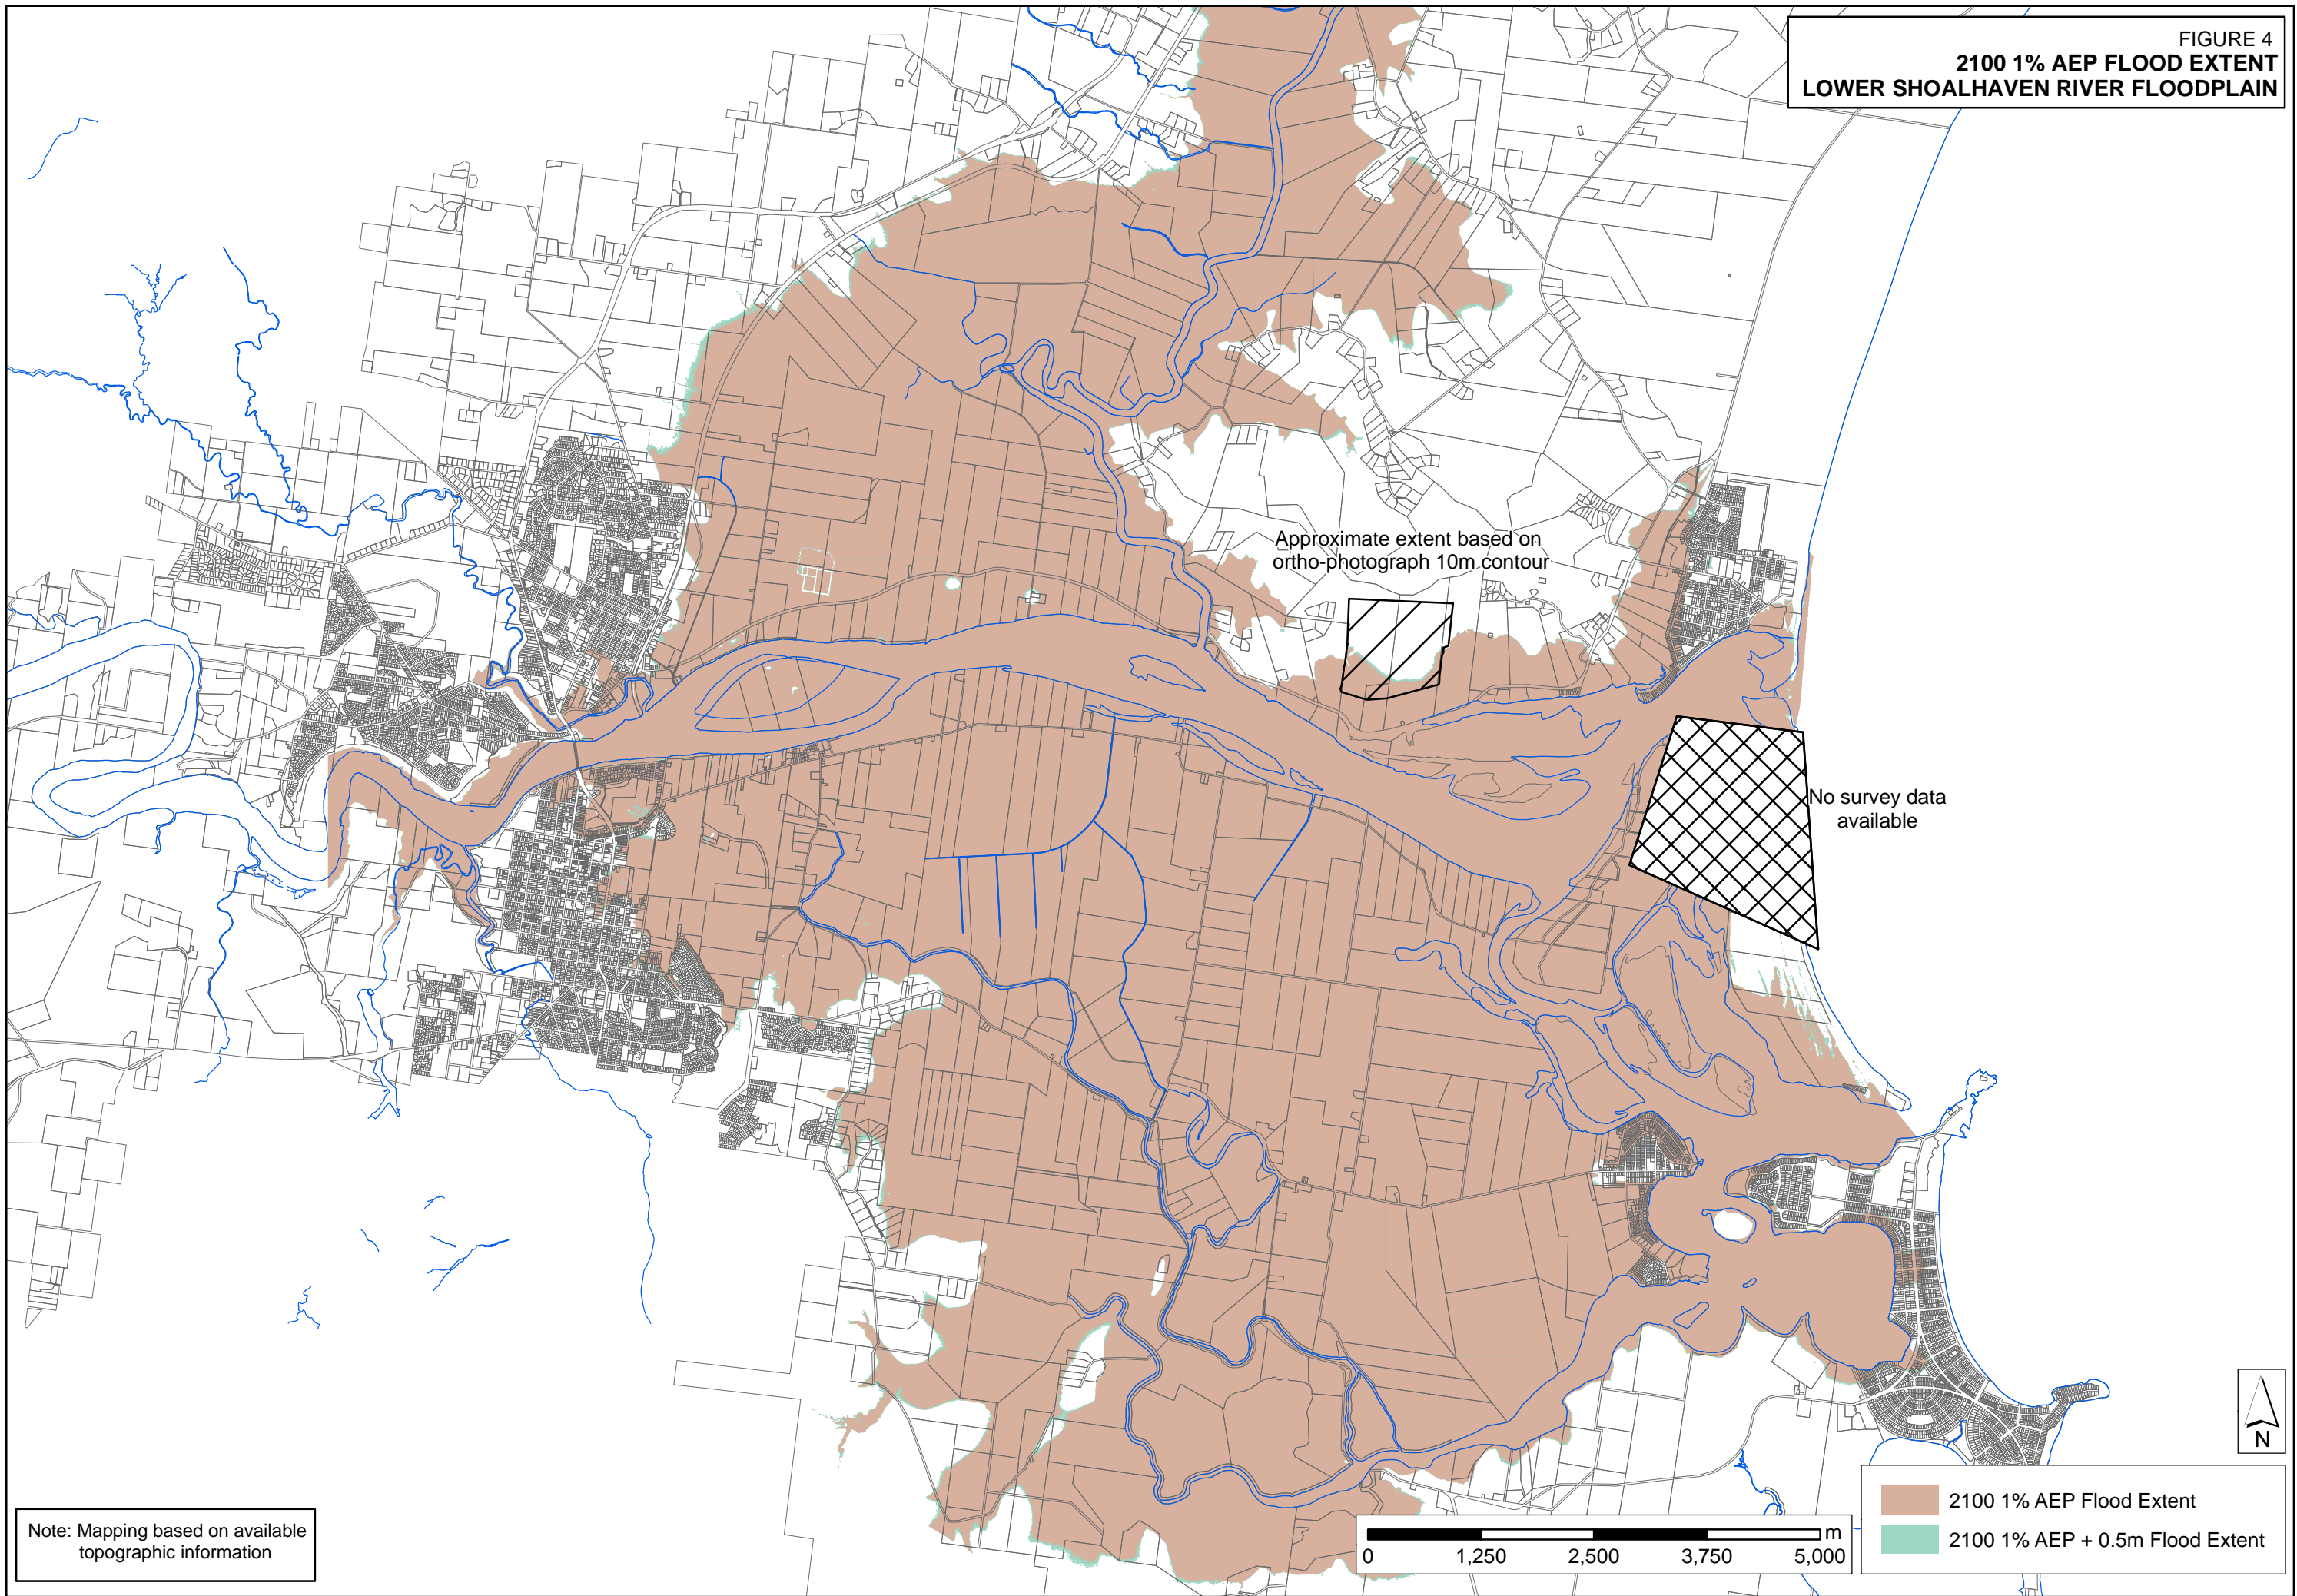 FIGURE 4
2100 1% AEP FLOOD EXTENT
LOWER SHOALHAVEN RIVER FLOODPLAIN
Approximate extent based on
ortho-photograph 10m contour
No survey data
available
N
2100 1% AEP Flood Extent
2100 1% AEP + 0.5m Flood Extent
m
0 1,250 2,500 3,750 5,000
Note: Mapping based on available
topographic information